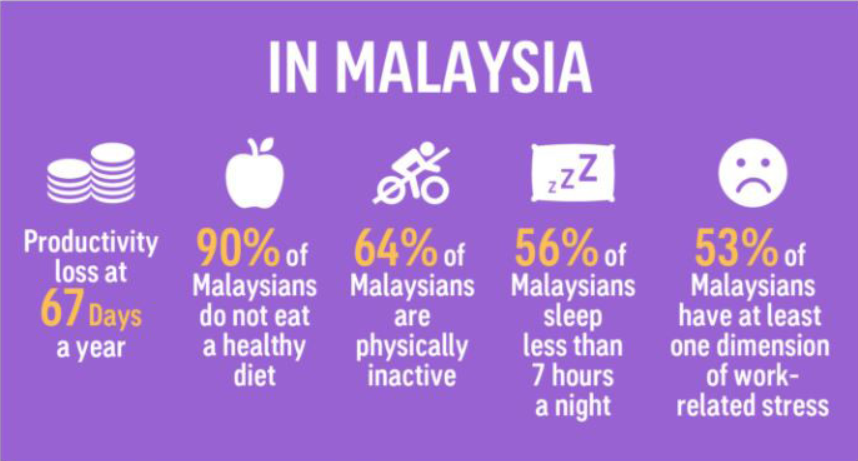 IN MALAYSIA
zzZ
Productivity
loss at
67 Days
a year
90% of
Malaysians
do not eat
a healthy
diet
64% of
Malaysians
are
physically
inactive
56% of
Malaysians
sleep
less than
7 hours
a night
53% of
Malaysians
have at least
one dimension
of work-
related stress